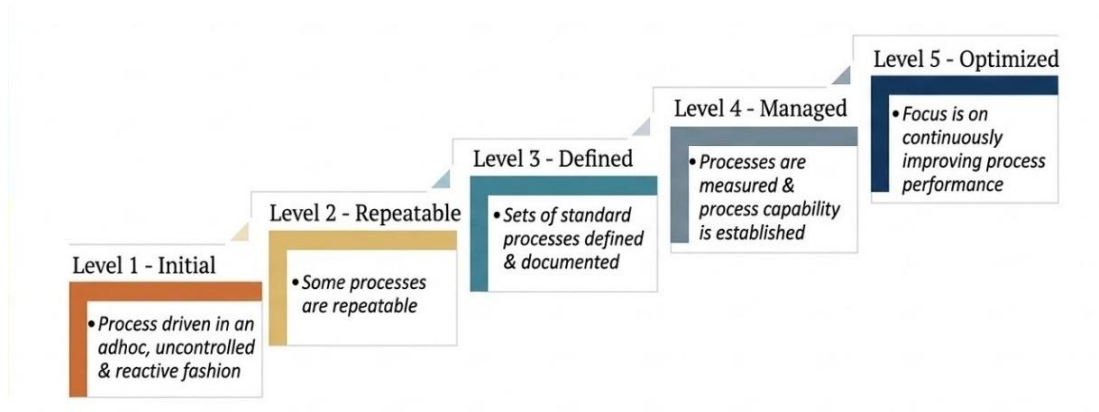 Level 1 - Initial
• Process driven in an
adhoc, uncontrolled
& reactive fashion
Level 2 - Repeatable
• Some processes
are repeatable
Level 3 - Defined
• Sets of standard
processes defined
& documented
Level 4 - Managed
• Processes are
measured &
process capability
is established
Level 5 - Optimized
• Focus is on
continuously
improving process
performance